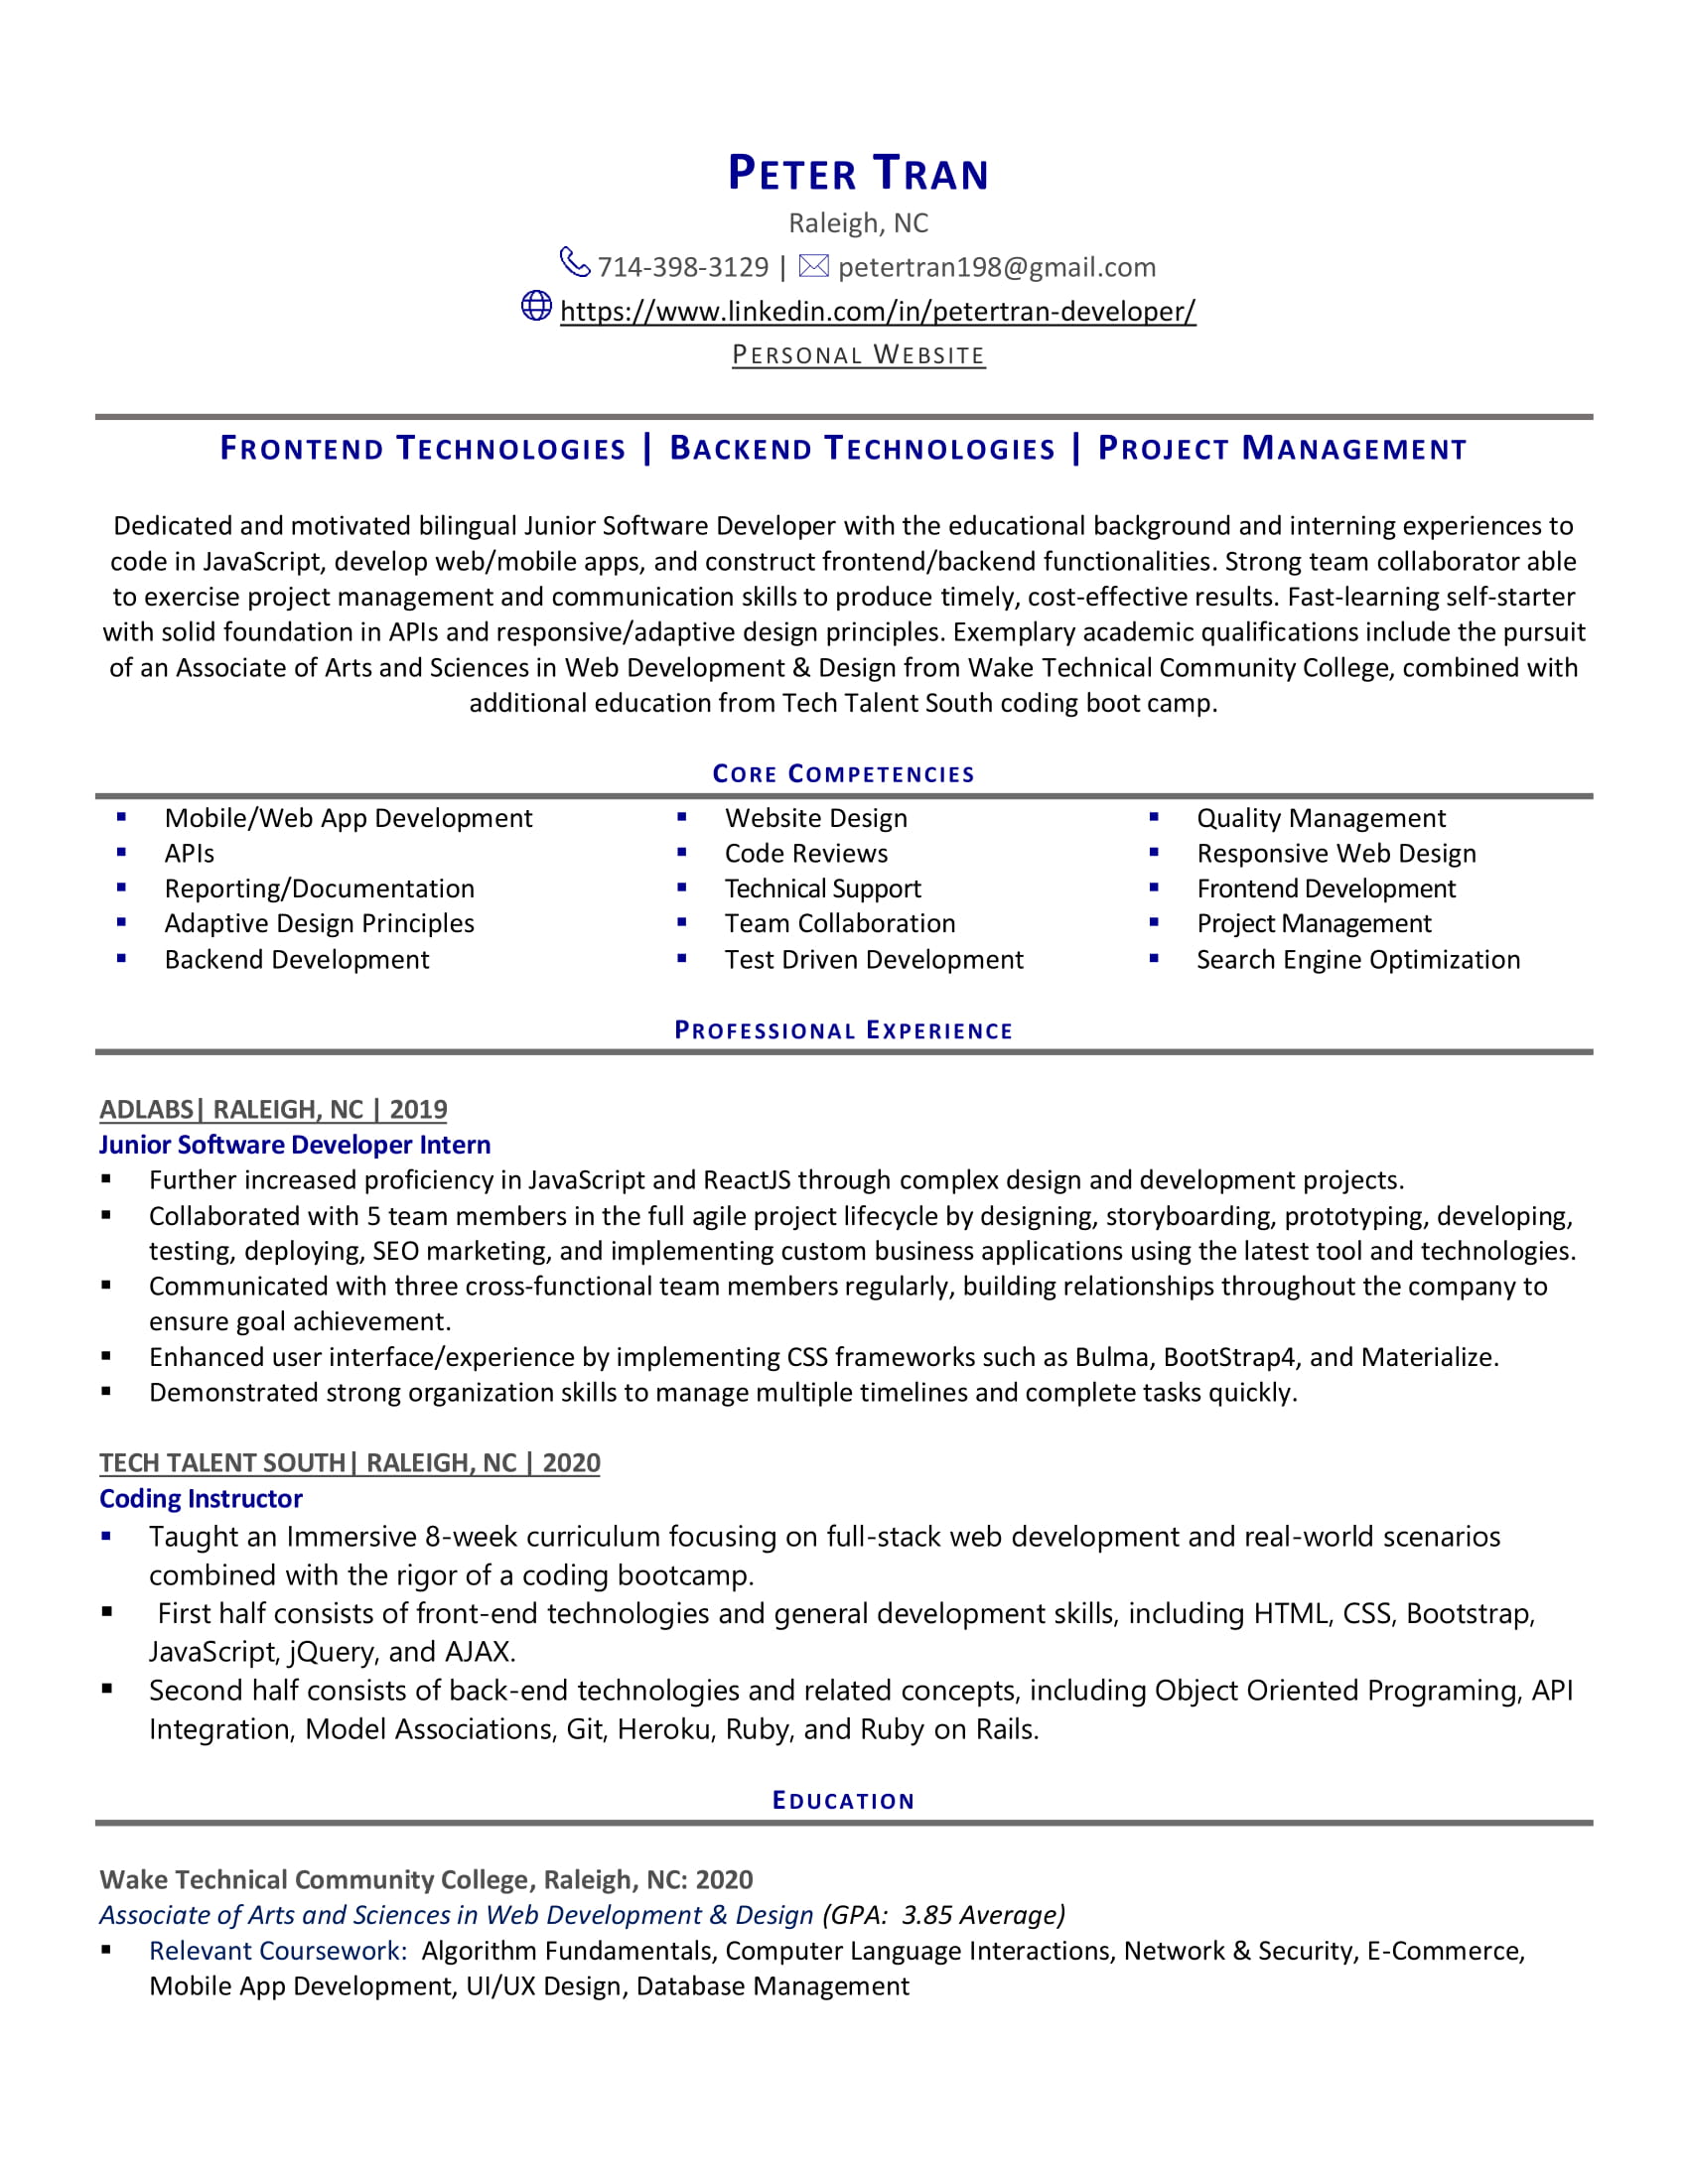 PETER TRAN
Raleigh, NC
714-398-3129 | petertran198@gmail.com
https://www.linkedin.com/in/petertran-developer/
PERSONAL WEBSITE
FRONTEND TECHNOLOGIES | BACKEND TECHNOLOGIES | PROJECT MANAGEMENT
Dedicated and motivated bilingual Junior Software Developer with the educational background and interning experiences to
code in JavaScript, develop web/mobile apps, and construct frontend/backend functionalities. Strong team collaborator able
to exercise project management and communication skills to produce timely, cost-effective results. Fast-learning self-starter
with solid foundation in APIs and responsive/adaptive design principles. Exemplary academic qualifications include the pursuit
of an Associate of Arts and Sciences in Web Development & Design from Wake Technical Community College, combined with
additional education from Tech Talent South coding boot camp.
CORE COMPETENCIES
▪ Mobile/Web App Development
▪ APIs
▪ Reporting/Documentation
▪ Adaptive Design Principles
▪ Backend Development
▪ Website Design
▪ Code Reviews
▪ Technical Support
▪ Team Collaboration
▪ Test Driven Development
▪ Quality Management
▪ Responsive Web Design
▪ Frontend Development
▪ Project Management
▪ Search Engine Optimization
PROFESSIONAL EXPERIENCE
ADLABS| RALEIGH, NC | 2019
Junior Software Developer Intern
▪ Further increased proficiency in JavaScript and ReactJS through complex design and development projects.
▪ Collaborated with 5 team members in the full agile project lifecycle by designing, storyboarding, prototyping, developing,
testing, deploying, SEO marketing, and implementing custom business applications using the latest tool and technologies.
▪ Communicated with three cross-functional team members regularly, building relationships throughout the company to
ensure goal achievement.
▪ Enhanced user interface/experience by implementing CSS frameworks such as Bulma, BootStrap4, and Materialize.
▪ Demonstrated strong organization skills to manage multiple timelines and complete tasks quickly.
TECH TALENT SOUTH| RALEIGH, NC | 2020
Coding Instructor
▪ Taught an Immersive 8-week curriculum focusing on full-stack web development and real-world scenarios
combined with the rigor of a coding bootcamp.
▪ First half consists of front-end technologies and general development skills, including HTML, CSS, Bootstrap,
JavaScript, jQuery, and AJAX.
▪ Second half consists of back-end technologies and related concepts, including Object Oriented Programing, API
Integration, Model Associations, Git, Heroku, Ruby, and Ruby on Rails.
EDUCATION
Wake Technical Community College, Raleigh, NC: 2020
Associate of Arts and Sciences in Web Development & Design (GPA: 3.85 Average)
▪ Relevant Coursework: Algorithm Fundamentals, Computer Language Interactions, Network & Security, E-Commerce,
Mobile App Development, UI/UX Design, Database Management